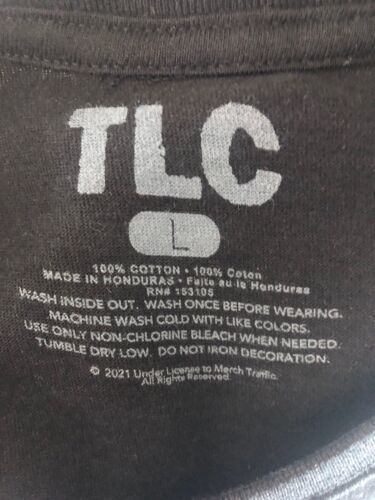 TLC
L
100% COTTON • 100% Coton
MADE IN HONDURAS • Faite au le Honduras
RN# 153105
WASH INSIDE OUT. WASH ONCE BEFORE WEARING.
MACHINE WASH COLD WITH LIKE COLORS.
USE ONLY NON-CHLORINE BLEACH WHEN NEEDED.
TUMBLE DRY LOW. DO NOT IRON DECORATION.
© 2021 Under License to Merch Traffic.
All Rights Reserved.